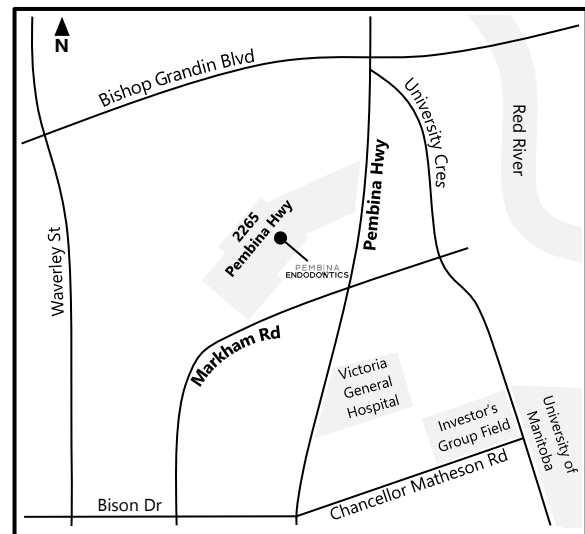 N
Bishop Grandin Blvd
University Cres
Red River
Pembina Hwy
2265
Pembina Hwy
PEMBINA
ENDODONTICS
Waverley St
Markham Rd
Victoria
General
Hospital
Investor's
Group Field
University of
Manitoba
Chancellor Matheson Rd
Bison Dr